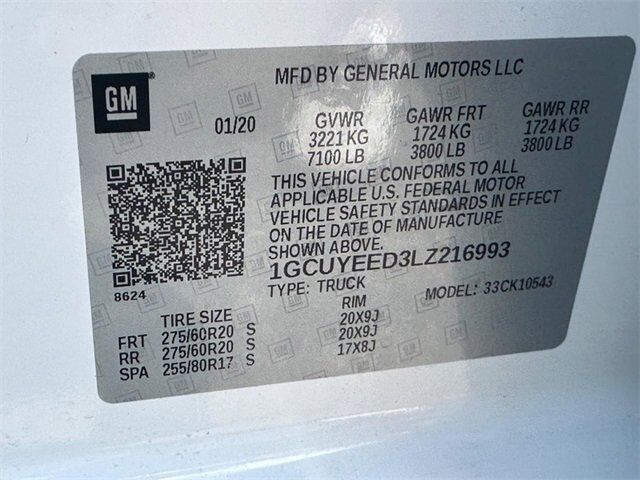 GM
MFD BY GENERAL MOTORS LLC
01/20
GVWR GAWR FRT GAWR RR
3221 KG 1724 KG 1724 KG
7100 LB 3800 LB 3800 LB
THIS VEHICLE CONFORMS TO ALL
APPLICABLE U.S. FEDERAL MOTOR
VEHICLE SAFETY STANDARDS IN EFFECT
ON THE DATE OF MANUFACTURE
SHOWN ABOVE.
1GCUYEED3LZ216993
8624
TYPE: TRUCK MODEL: 33CK10543
TIRE SIZE RIM
FRT 275/60R20 S 20X9J
RR 275/60R20 S 20X9J
SPA 255/80R17 S 17X8J